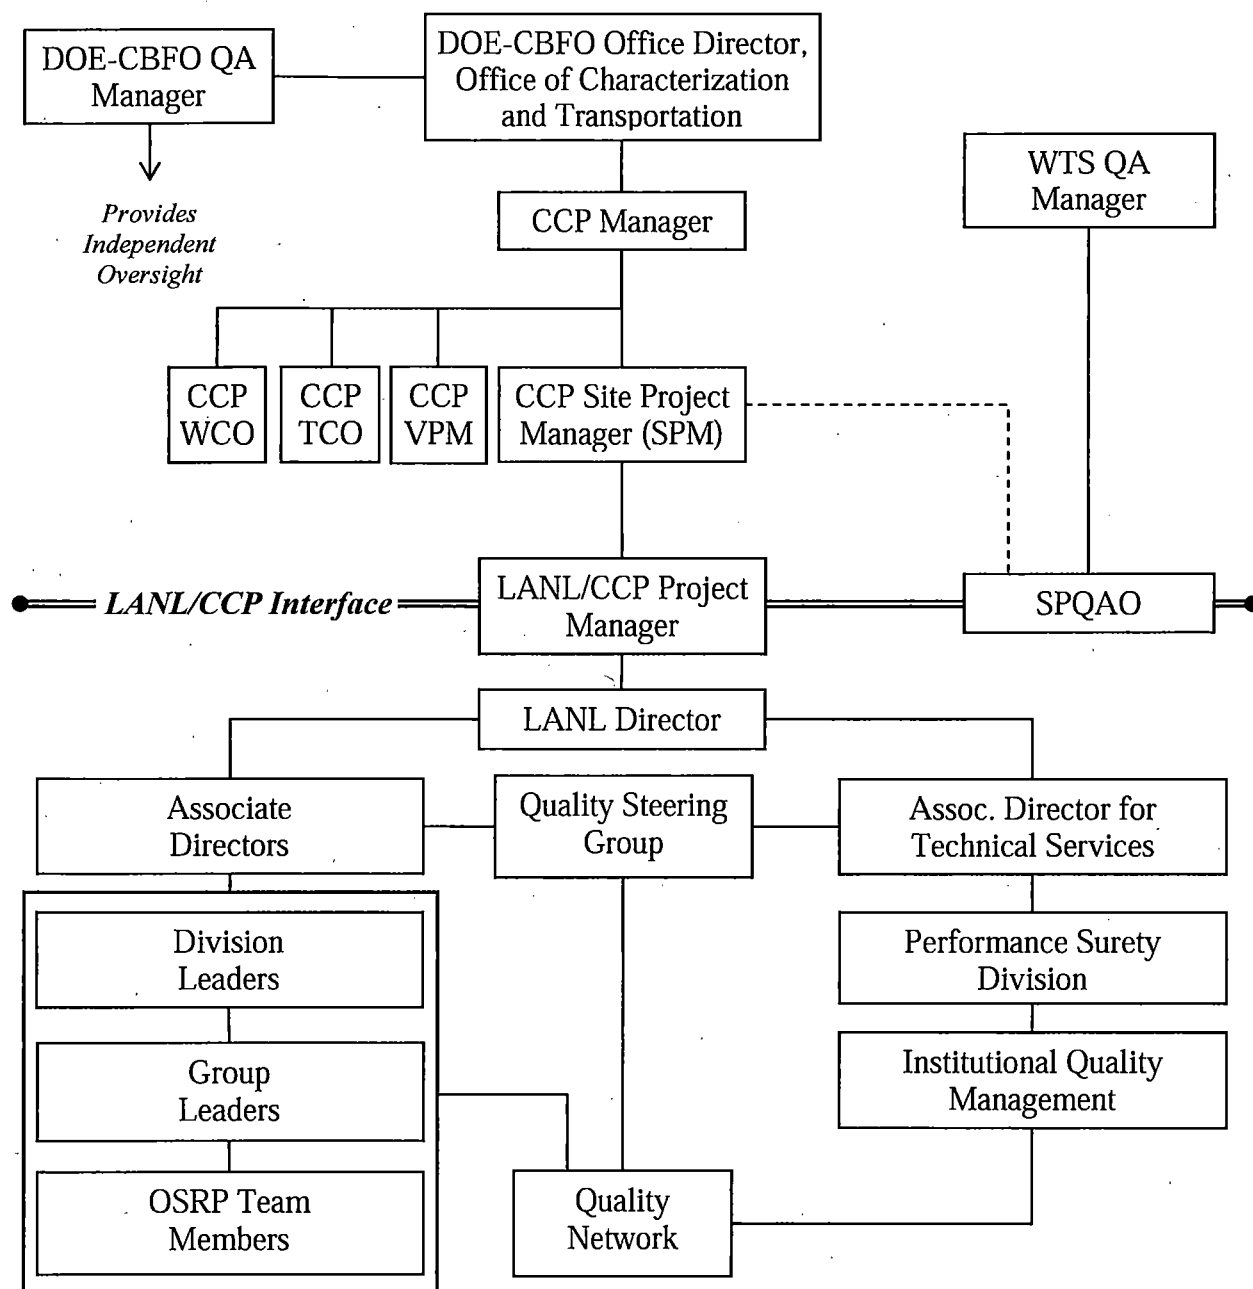 DOE-CBFO QA
Manager
DOE-CBFO Office Director,
Office of Characterization
and Transportation
Provides
Independent
Oversight
WTS QA
Manager
CCP Manager
CCP
WCO
CCP
TCO
CCP
VPM
CCP Site Project
Manager (SPM)
LANL/CCP Interface
LANL/CCP Project
Manager
SPQAO
LANL Director
Associate
Directors
Quality Steering
Group
Assoc. Director for
Technical Services
Division
Leaders
Performance Surety
Division
Group
Leaders
Institutional Quality
Management
OSRP Team
Members
Quality
Network